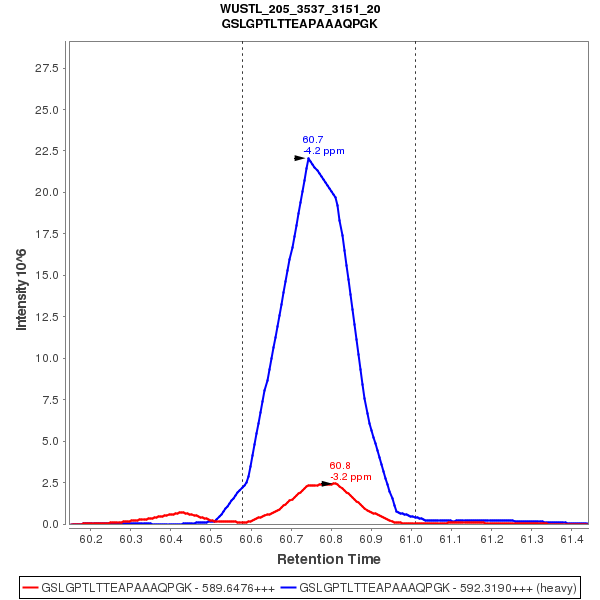 WUSTL_205_3537_3151_20
GSLGPTLTTEAPAAAQPGK
27.5
25.0
22.5
20.0
17.5
15.0
12.5
10.0
7.5
5.0
2.5
0.0
Intensity 10^6
60.7
-4.2 ppm
60.8
-3.2 ppm
60.2 60.3 60.4 60.5 60.6 60.7 60.8 60.9 61.0 61.1 61.2 61.3 61.4
Retention Time
GSLGPTLTTEAPAAAQPGK - 589.6476+++ GSLGPTLTTEAPAAAQPGK - 592.3190+++ (heavy)